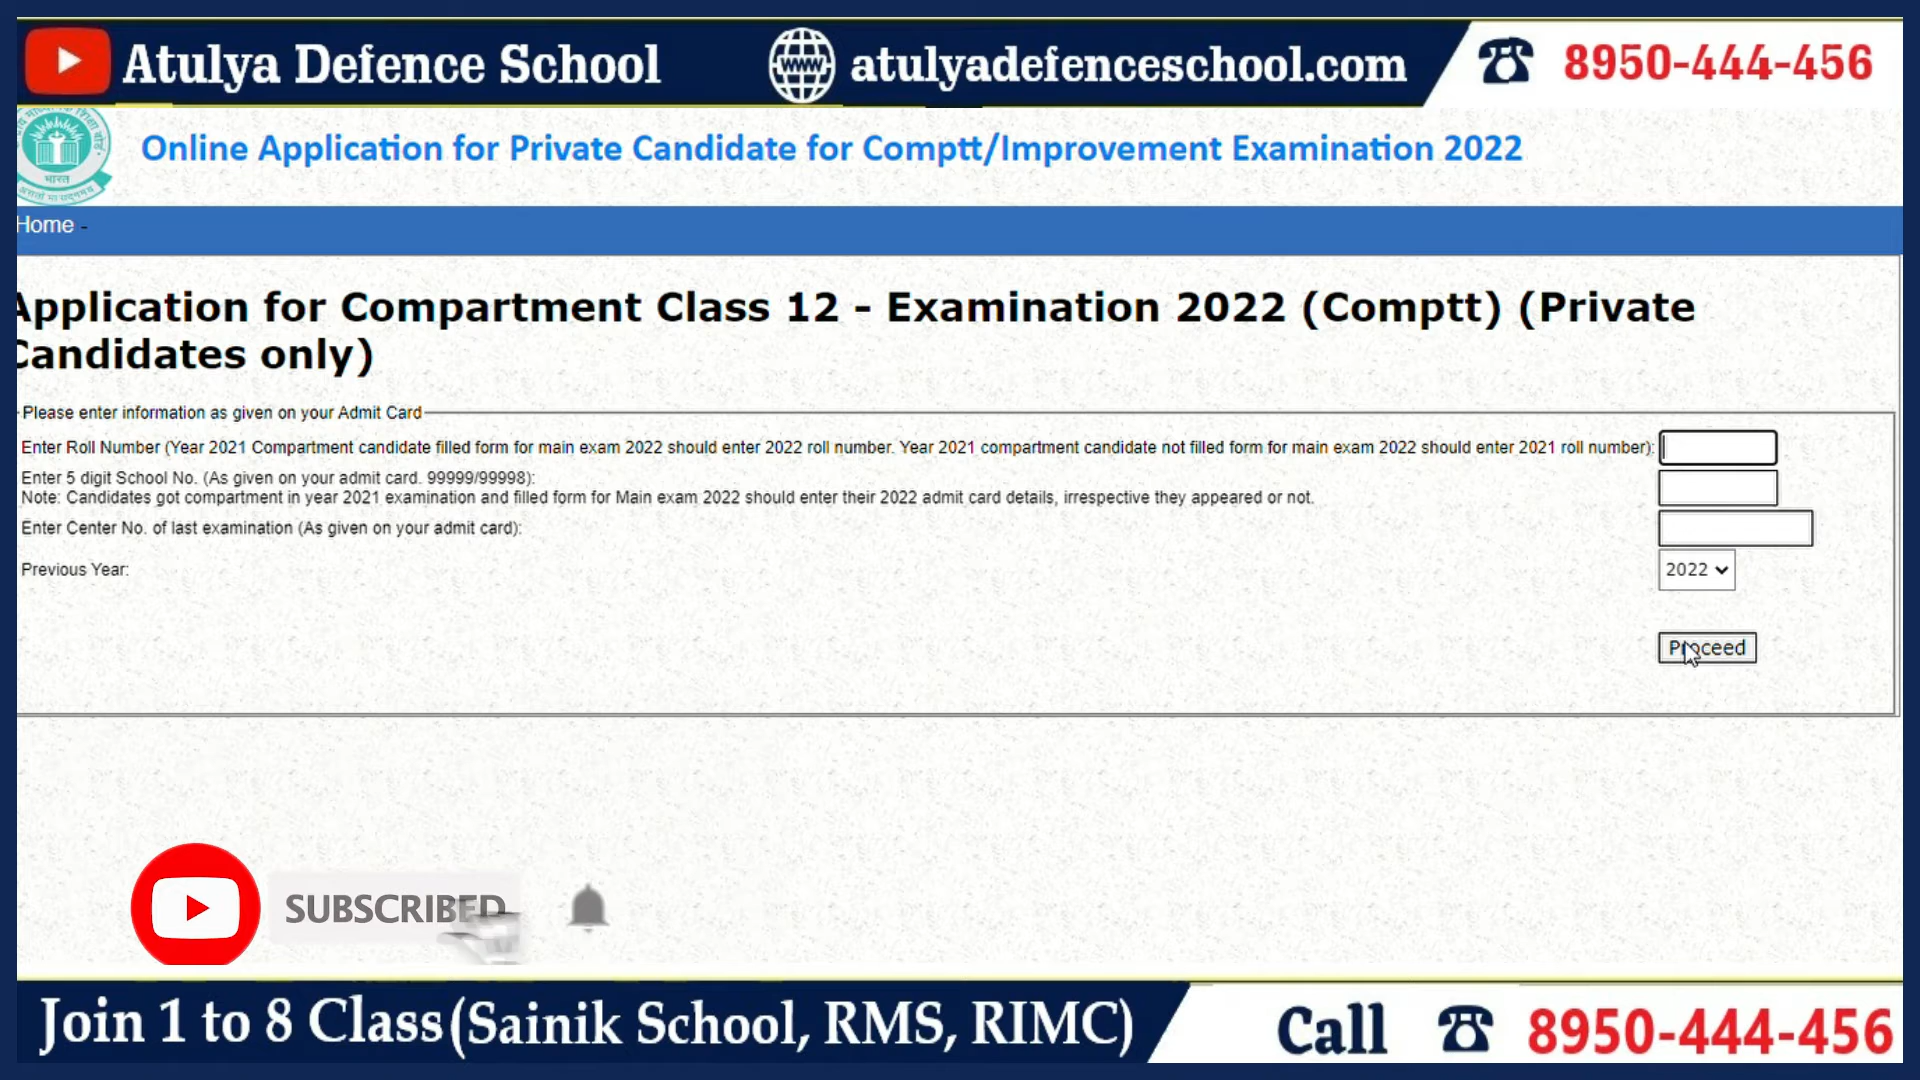 Atulya Defence School
www
atulyadefenceschool.com
8950-444-456
भारत
असतो मा सद्गमय
Online Application for Private Candidate for Comptt/Improvement Examination 2022
Home -
Application for Compartment Class 12 - Examination 2022 (Comptt) (Private
Candidates only)
Please enter information as given on your Admit Card
Enter Roll Number (Year 2021 Compartment candidate filled form for main exam 2022 should enter 2022 roll number. Year 2021 compartment candidate not filled form for main exam 2022 should enter 2021 roll number):
Enter 5 digit School No. (As given on your admit card. 99999/99998):
Note: Candidates got compartment in year 2021 examination and filled form for Main exam 2022 should enter their 2022 admit card details, irrespective they appeared or not.
Enter Center No. of last examination (As given on your admit card):
Previous Year:
2022
Proceed
SUBSCRIBED
Join 1 to 8 Class (Sainik School, RMS, RIMC)
Call
8950-444-456